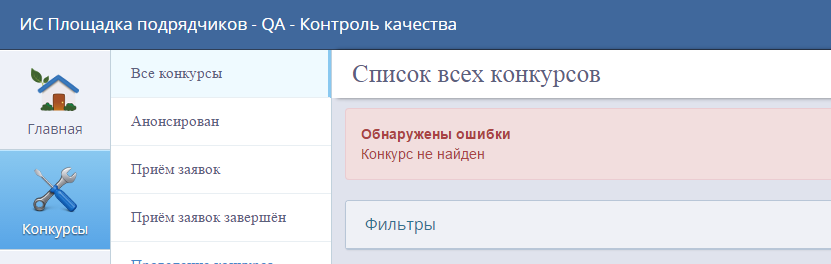 ИС Площадка подрядчиков - QA - Контроль качества
Главная
Конкурсы
Все конкурсы
Анонсирован
Приём заявок
Приём заявок завершён
Список всех конкурсов
Обнаружены ошибки
Конкурс не найден
Фильтры